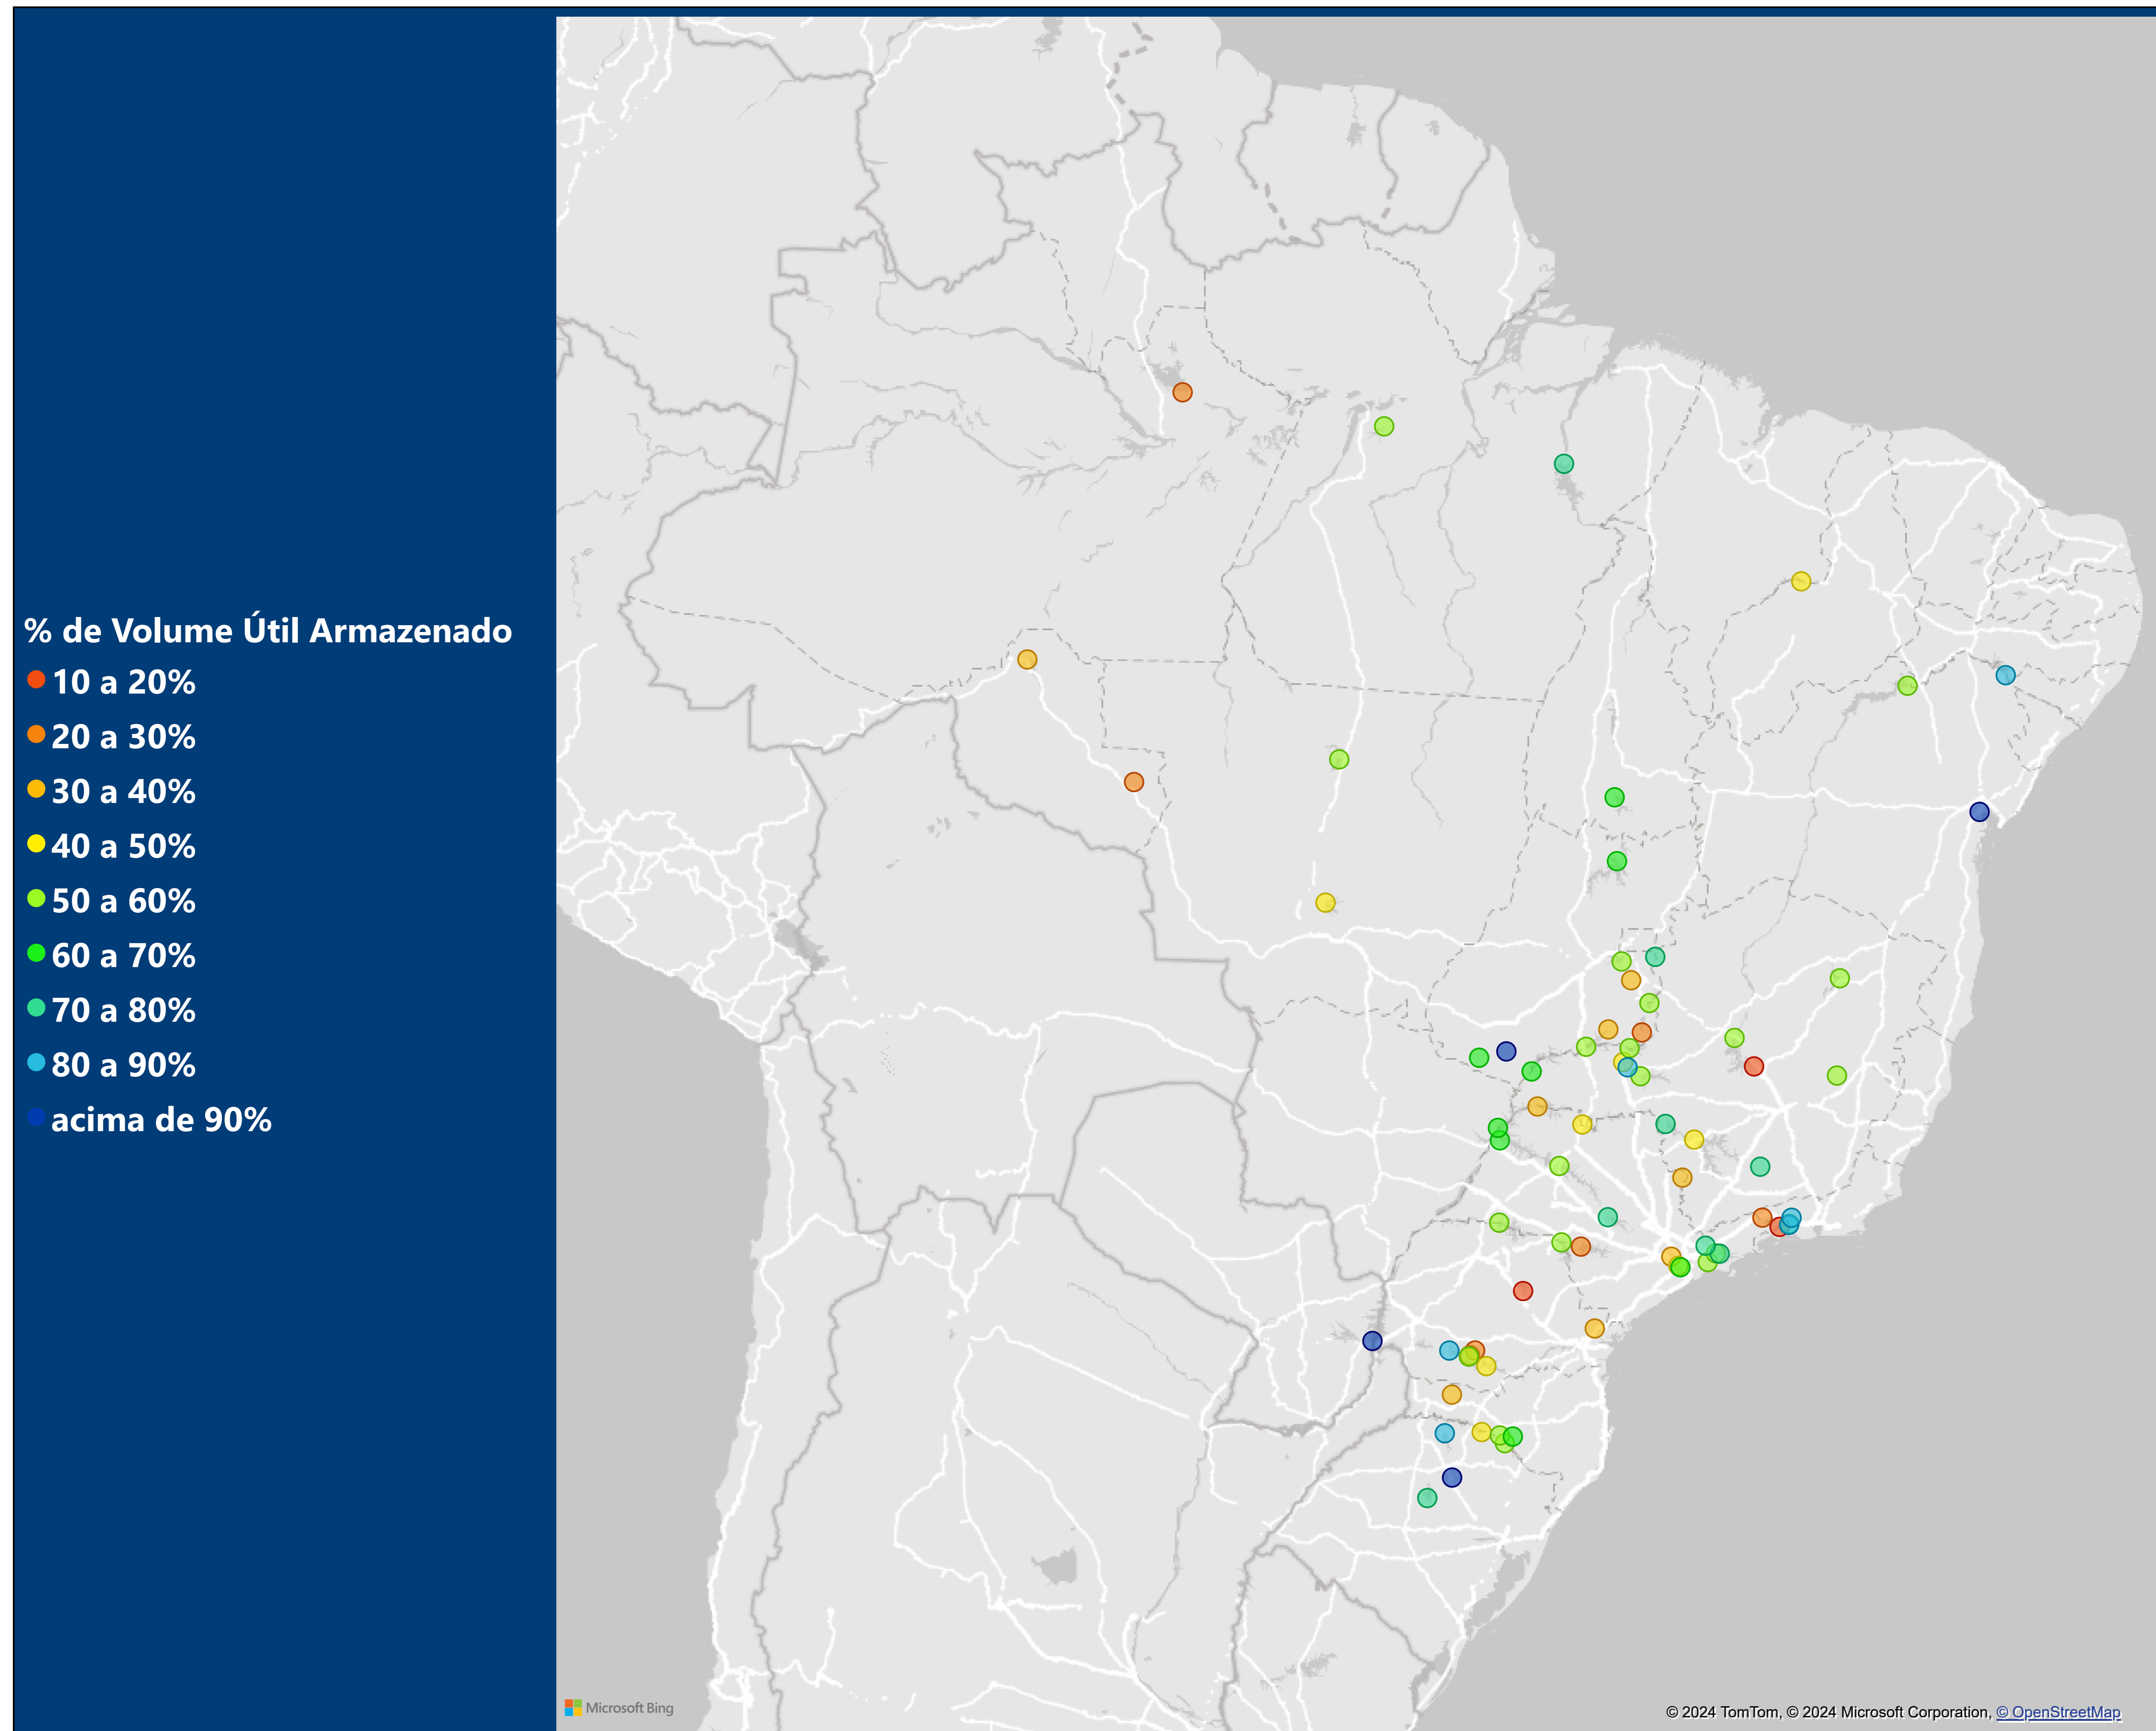 % de Volume Útil Armazenado
10 a 20%
20 a 30%
30 a 40%
40 a 50%
50 a 60%
60 a 70%
70 a 80%
80 a 90%
acima de 90%
Microsoft Bing
© 2024 TomTom, © 2024 Microsoft Corporation, © OpenStreetMap